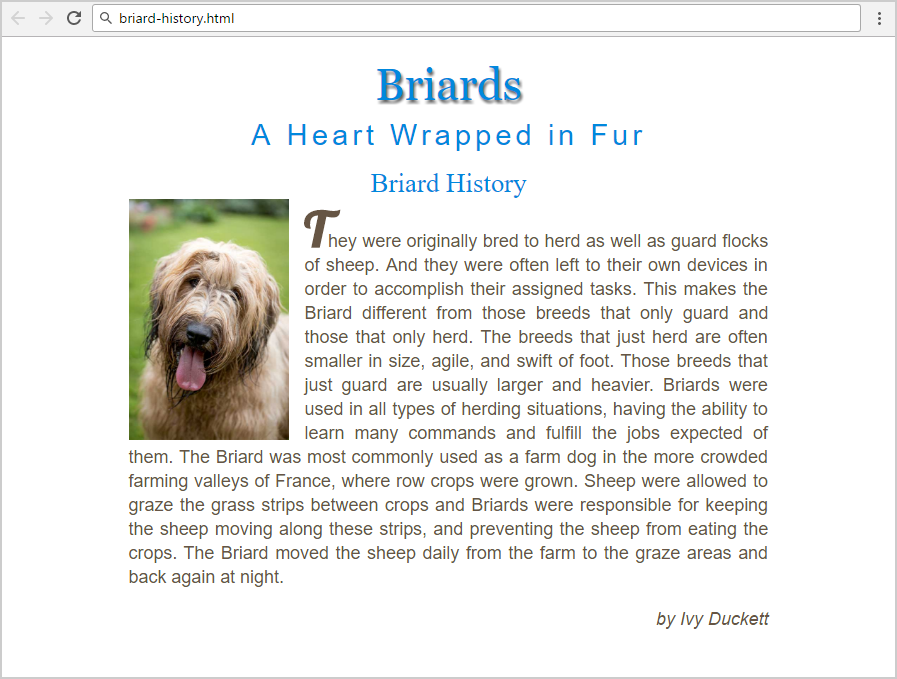 briard-history.html
Briards
A Heart Wrapped in Fur
Briard History
They were originally bred to herd as well as guard flocks
of sheep. And they were often left to their own devices in
order to accomplish their assigned tasks. This makes the
Briard different from those breeds that only guard and
those that only herd. The breeds that just herd are often
smaller in size, agile, and swift of foot. Those breeds that
just guard are usually larger and heavier. Briards were
used in all types of herding situations, having the ability to
learn many commands and fulfill the jobs expected of
them. The Briard was most commonly used as a farm dog in the more crowded
farming valleys of France, where row crops were grown. Sheep were allowed to
graze the grass strips between crops and Briards were responsible for keeping
the sheep moving along these strips, and preventing the sheep from eating the
crops. The Briard moved the sheep daily from the farm to the graze areas and
back again at night.
by Ivy Duckett